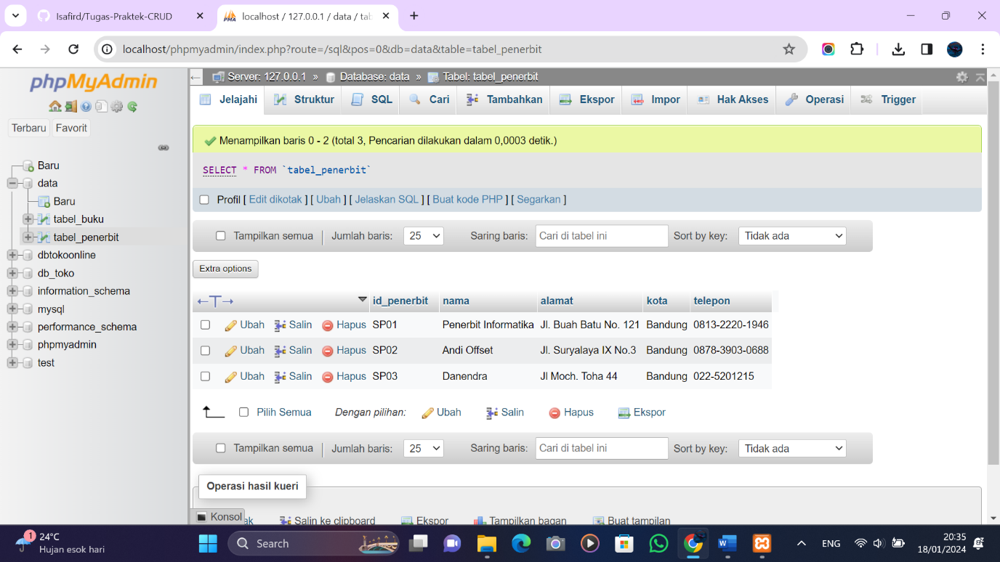 Isafird/Tugas-Praktek-CRUD
localhost / 127.0.0.1 / data / tab
localhost/phpmyadmin/index.php?route=/sql&pos=0&db=data&table=tabel_penerbit
phpMyAdmin
Terbaru Favorit
Baru
data
Baru
tabel_buku
tabel_penerbit
dbtokoonline
db_toko
information_schema
mysql
performance_schema
phpmyadmin
test
Server: 127.0.0.1 » Database: data » Tabel: tabel_penerbit
Jelajahi Struktur SQL Cari Tambahkan Ekspor Impor Hak Akses Operasi Trigger
Menampilkan baris 0 - 2 (total 3, Pencarian dilakukan dalam 0,0003 detik.)
SELECT * FROM `tabel_penerbit`
Profil [ Edit dikotak ] [ Ubah ] [ Jelaskan SQL ] [ Buat kode PHP ] [ Segarkan ]
Tampilkan semua Jumlah baris: 25 Saring baris: Cari di tabel ini Sort by key: Tidak ada
Extra options
←T→ id_penerbit nama alamat kota telepon
Ubah Salin Hapus SP01 Penerbit Informatika Jl. Buah Batu No. 121 Bandung 0813-2220-1946
Ubah Salin Hapus SP02 Andi Offset Jl. Suryalaya IX No.3 Bandung 0878-3903-0688
Ubah Salin Hapus SP03 Danendra Jl Moch. Toha 44 Bandung 022-5201215
Pilih Semua Dengan pilihan: Ubah Salin Hapus Ekspor
Tampilkan semua Jumlah baris: 25 Saring baris: Cari di tabel ini Sort by key: Tidak ada
Operasi hasil kueri
Konsol ak Salin ke clipboard Ekspor Tampilkan bagan Buat tampilan
1 24°C
Hujan esok hari
Search
ENG
20:35
18/01/2024